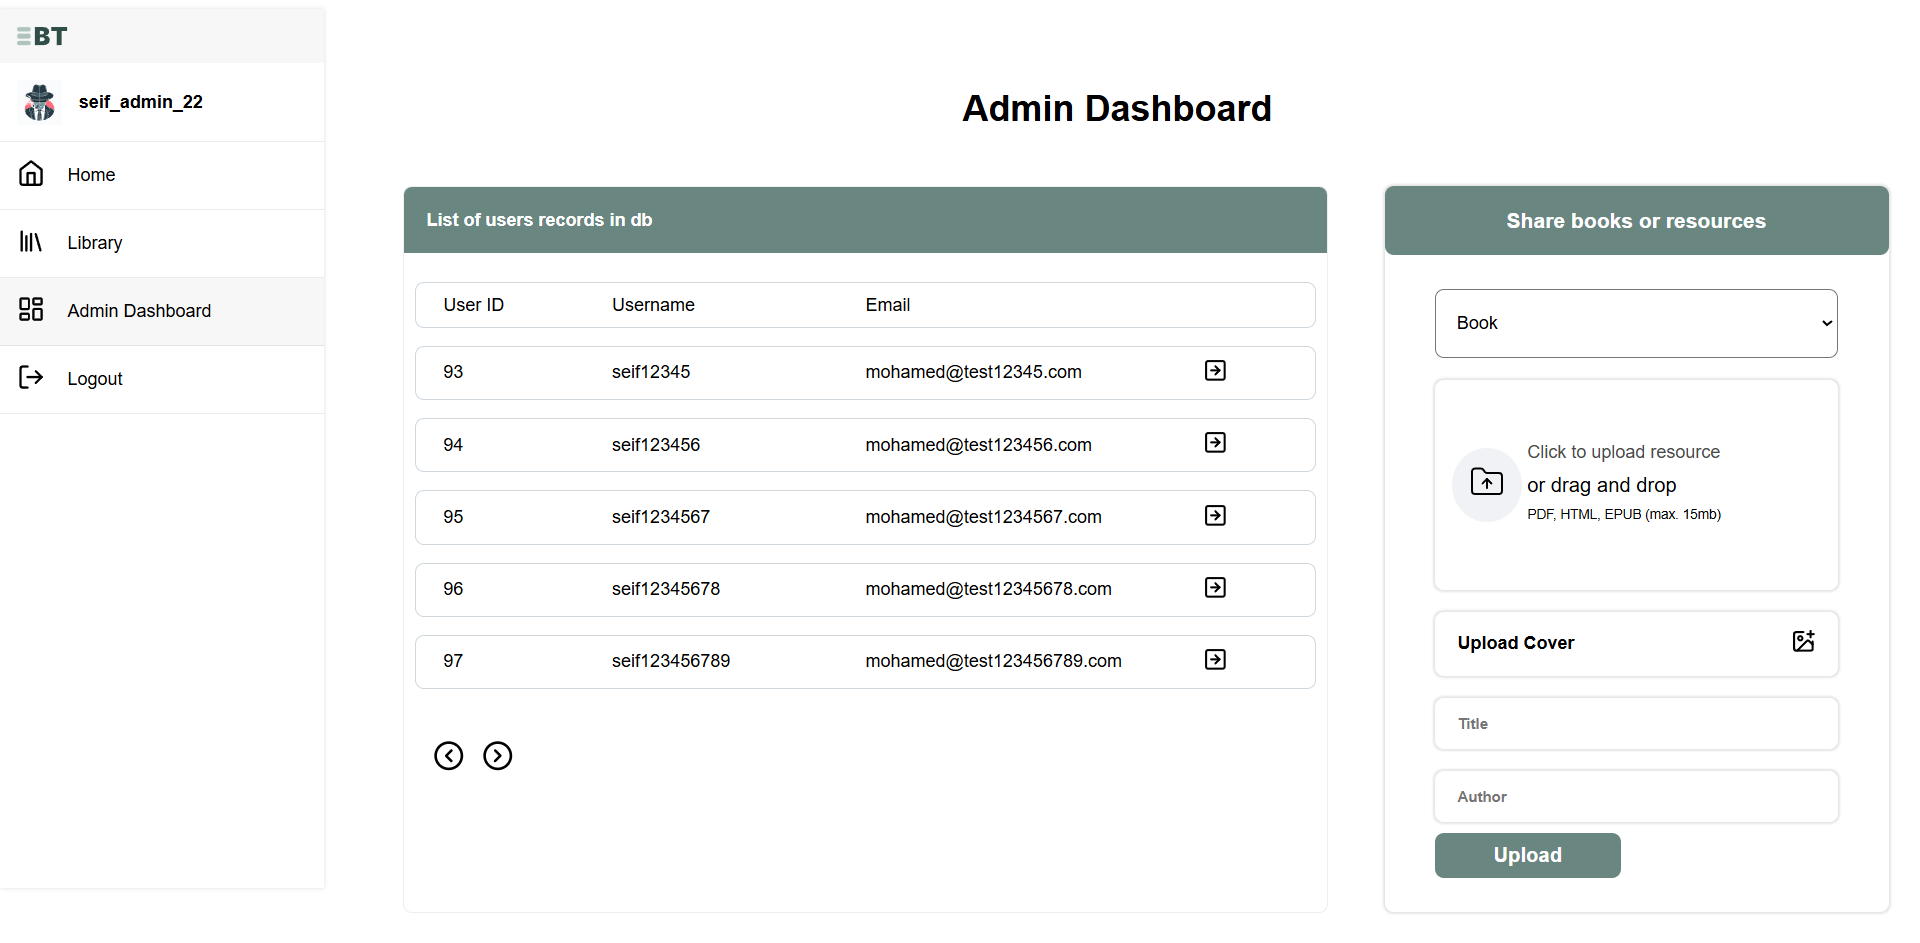 BT
seif_admin_22
Home
Library
Admin Dashboard
Logout
Admin Dashboard
List of users records in db
User ID Username Email
93 seif12345 mohamed@test12345.com
94 seif123456 mohamed@test123456.com
95 seif1234567 mohamed@test1234567.com
96 seif12345678 mohamed@test12345678.com
97 seif123456789 mohamed@test123456789.com
Share books or resources
Book
Click to upload resource
or drag and drop
PDF, HTML, EPUB (max. 15mb)
Upload Cover
Title
Author
Upload